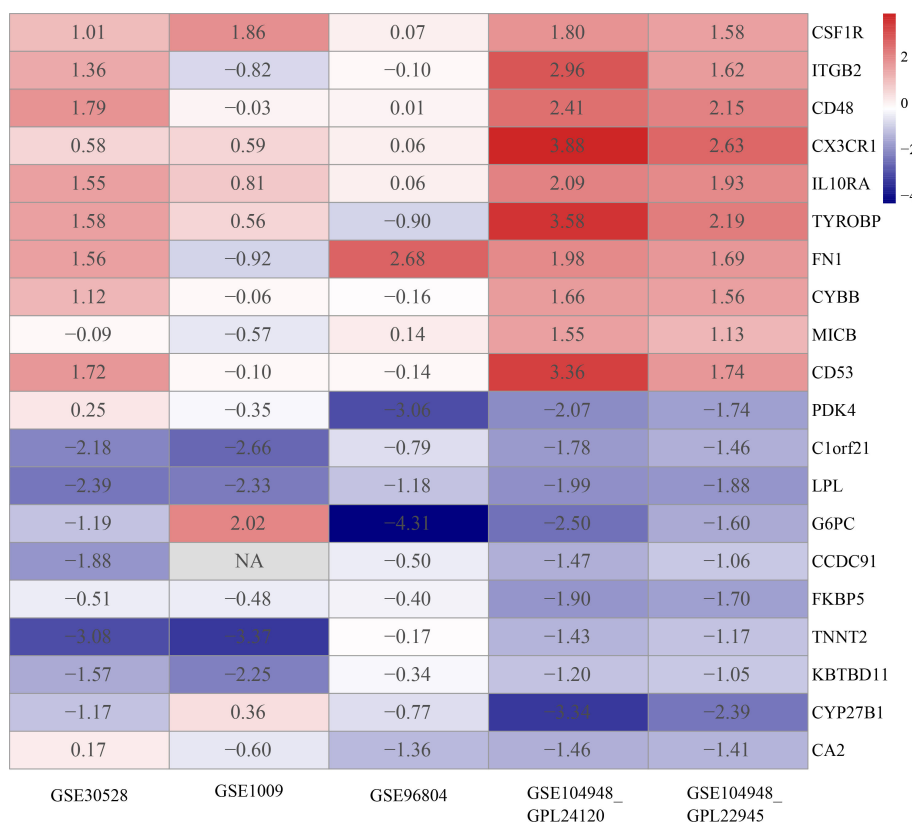 1.01 1.86 0.07 1.80 1.58 CSF1R
1.36 −0.82 −0.10 2.96 1.62 ITGB2
1.79 −0.03 0.01 2.41 2.15 CD48
0.58 0.59 0.06 3.88 2.63 CX3CR1
1.55 0.81 0.06 2.09 1.93 IL10RA
1.58 0.56 −0.90 3.58 2.19 TYROBP
1.56 −0.92 2.68 1.98 1.69 FN1
1.12 −0.06 −0.16 1.66 1.56 CYBB
−0.09 −0.57 0.14 1.55 1.13 MICB
1.72 −0.10 −0.14 3.36 1.74 CD53
0.25 −0.35 −3.06 −2.07 −1.74 PDK4
−2.18 −2.66 −0.79 −1.78 −1.46 C1orf21
−2.39 −2.33 −1.18 −1.99 −1.88 LPL
−1.19 2.02 −4.31 −2.50 −1.60 G6PC
−1.88 NA −0.50 −1.47 −1.06 CCDC91
−0.51 −0.48 −0.40 −1.90 −1.70 FKBP5
−3.08 −3.37 −0.17 −1.43 −1.17 TNNT2
−1.57 −2.25 −0.34 −1.20 −1.05 KBTBD11
−1.17 0.36 −0.77 −3.34 −2.39 CYP27B1
0.17 −0.60 −1.36 −1.46 −1.41 CA2
GSE30528 GSE1009 GSE96804 GSE104948_ GSE104948_
GPL24120 GPL22945
2
0
−2
−4